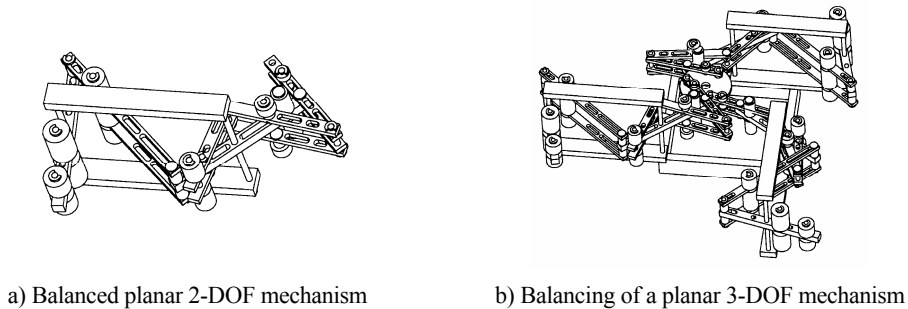 a) Balanced planar 2-DOF mechanism
b) Balancing of a planar 3-DOF mechanism